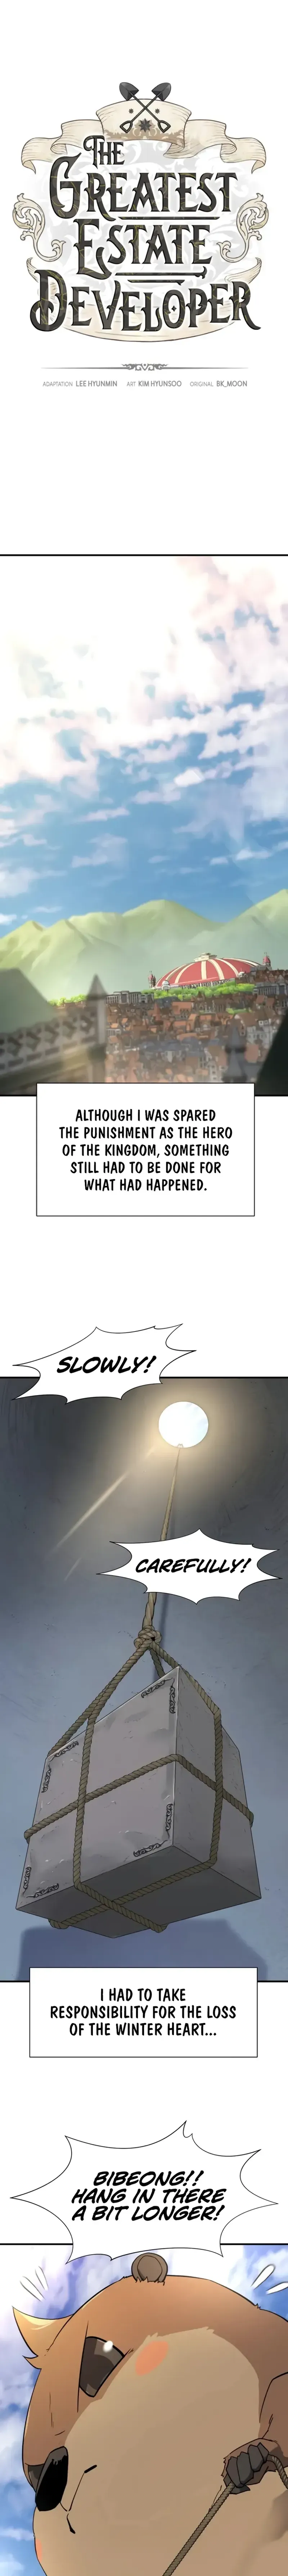 THE
GREATEST
ESTATE
DEVELOPER
ADAPTATION LEE HYUNMIN ART KIM HYUNSOO ORIGINAL BK_MOON
ALTHOUGH I WAS SPARED
THE PUNISHMENT AS THE HERO
OF THE KINGDOM, SOMETHING
STILL HAD TO BE DONE FOR
WHAT HAD HAPPENED.
SLOWLY!
CAREFULLY!
I HAD TO TAKE
RESPONSIBILITY FOR THE LOSS
OF THE WINTER HEART...
BIBEONG!!
HANG IN THERE
A BIT LONGER!